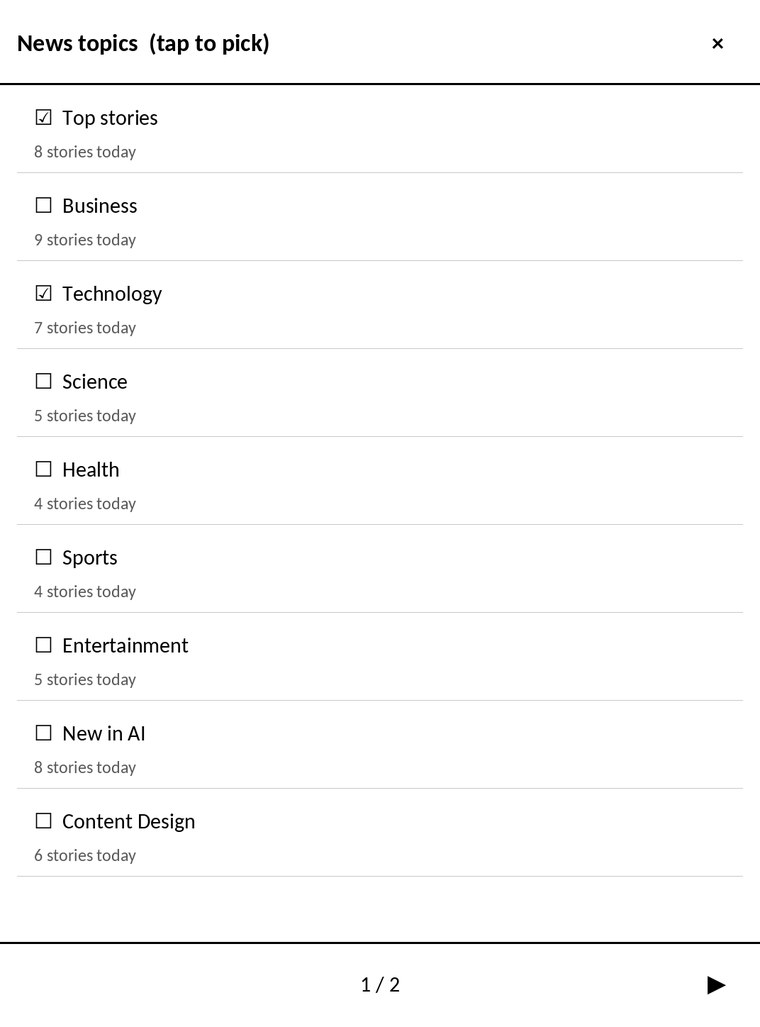 News topics  (tap to pick) ×
☑ Top stories
8 stories today
☐ Business
9 stories today
☑ Technology
7 stories today
☐ Science
5 stories today
☐ Health
4 stories today
☐ Sports
4 stories today
☐ Entertainment
5 stories today
☐ New in AI
8 stories today
☐ Content Design
6 stories today
1 / 2 ▶